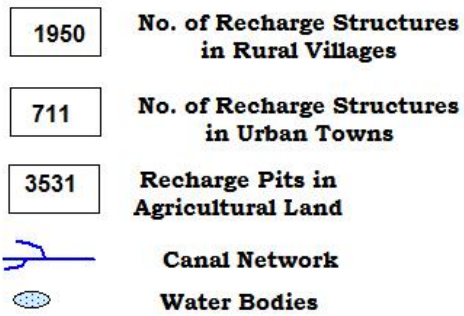 1950 No. of Recharge Structures
in Rural Villages
711 No. of Recharge Structures
in Urban Towns
3531 Recharge Pits in
Agricultural Land
Canal Network
Water Bodies